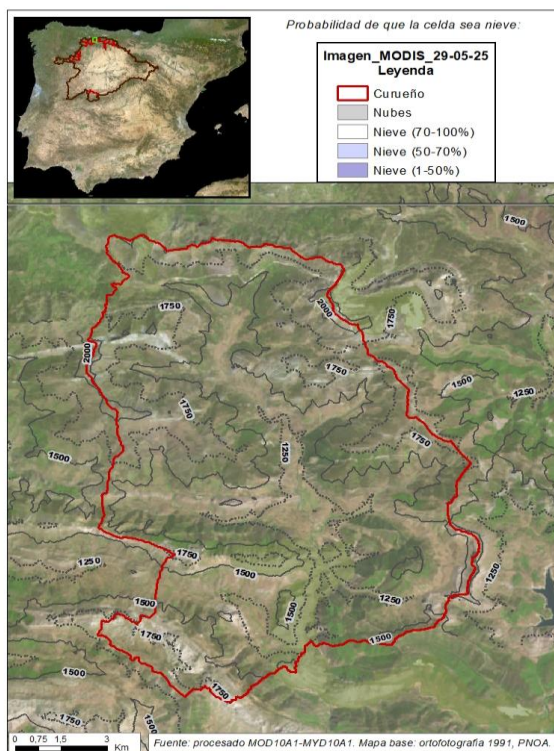 Probabilidad de que la celda sea nieve:
Imagen_MODIS_29-05-25
Leyenda
Curueño
Nubes
Nieve (70-100%)
Nieve (50-70%)
Nieve (1-50%)
1500
2000
1750
1750
2000
1750
1500
1250
1750
1750
1250
1500
1750
1250
1750
1500
1250
1500
1250
1500
1750
1500
1500
1750
1750
1500
0 0,75 1,5 3
Km
Fuente: procesado MOD10A1-MYD10A1. Mapa base: ortofotografía 1991, PNOA